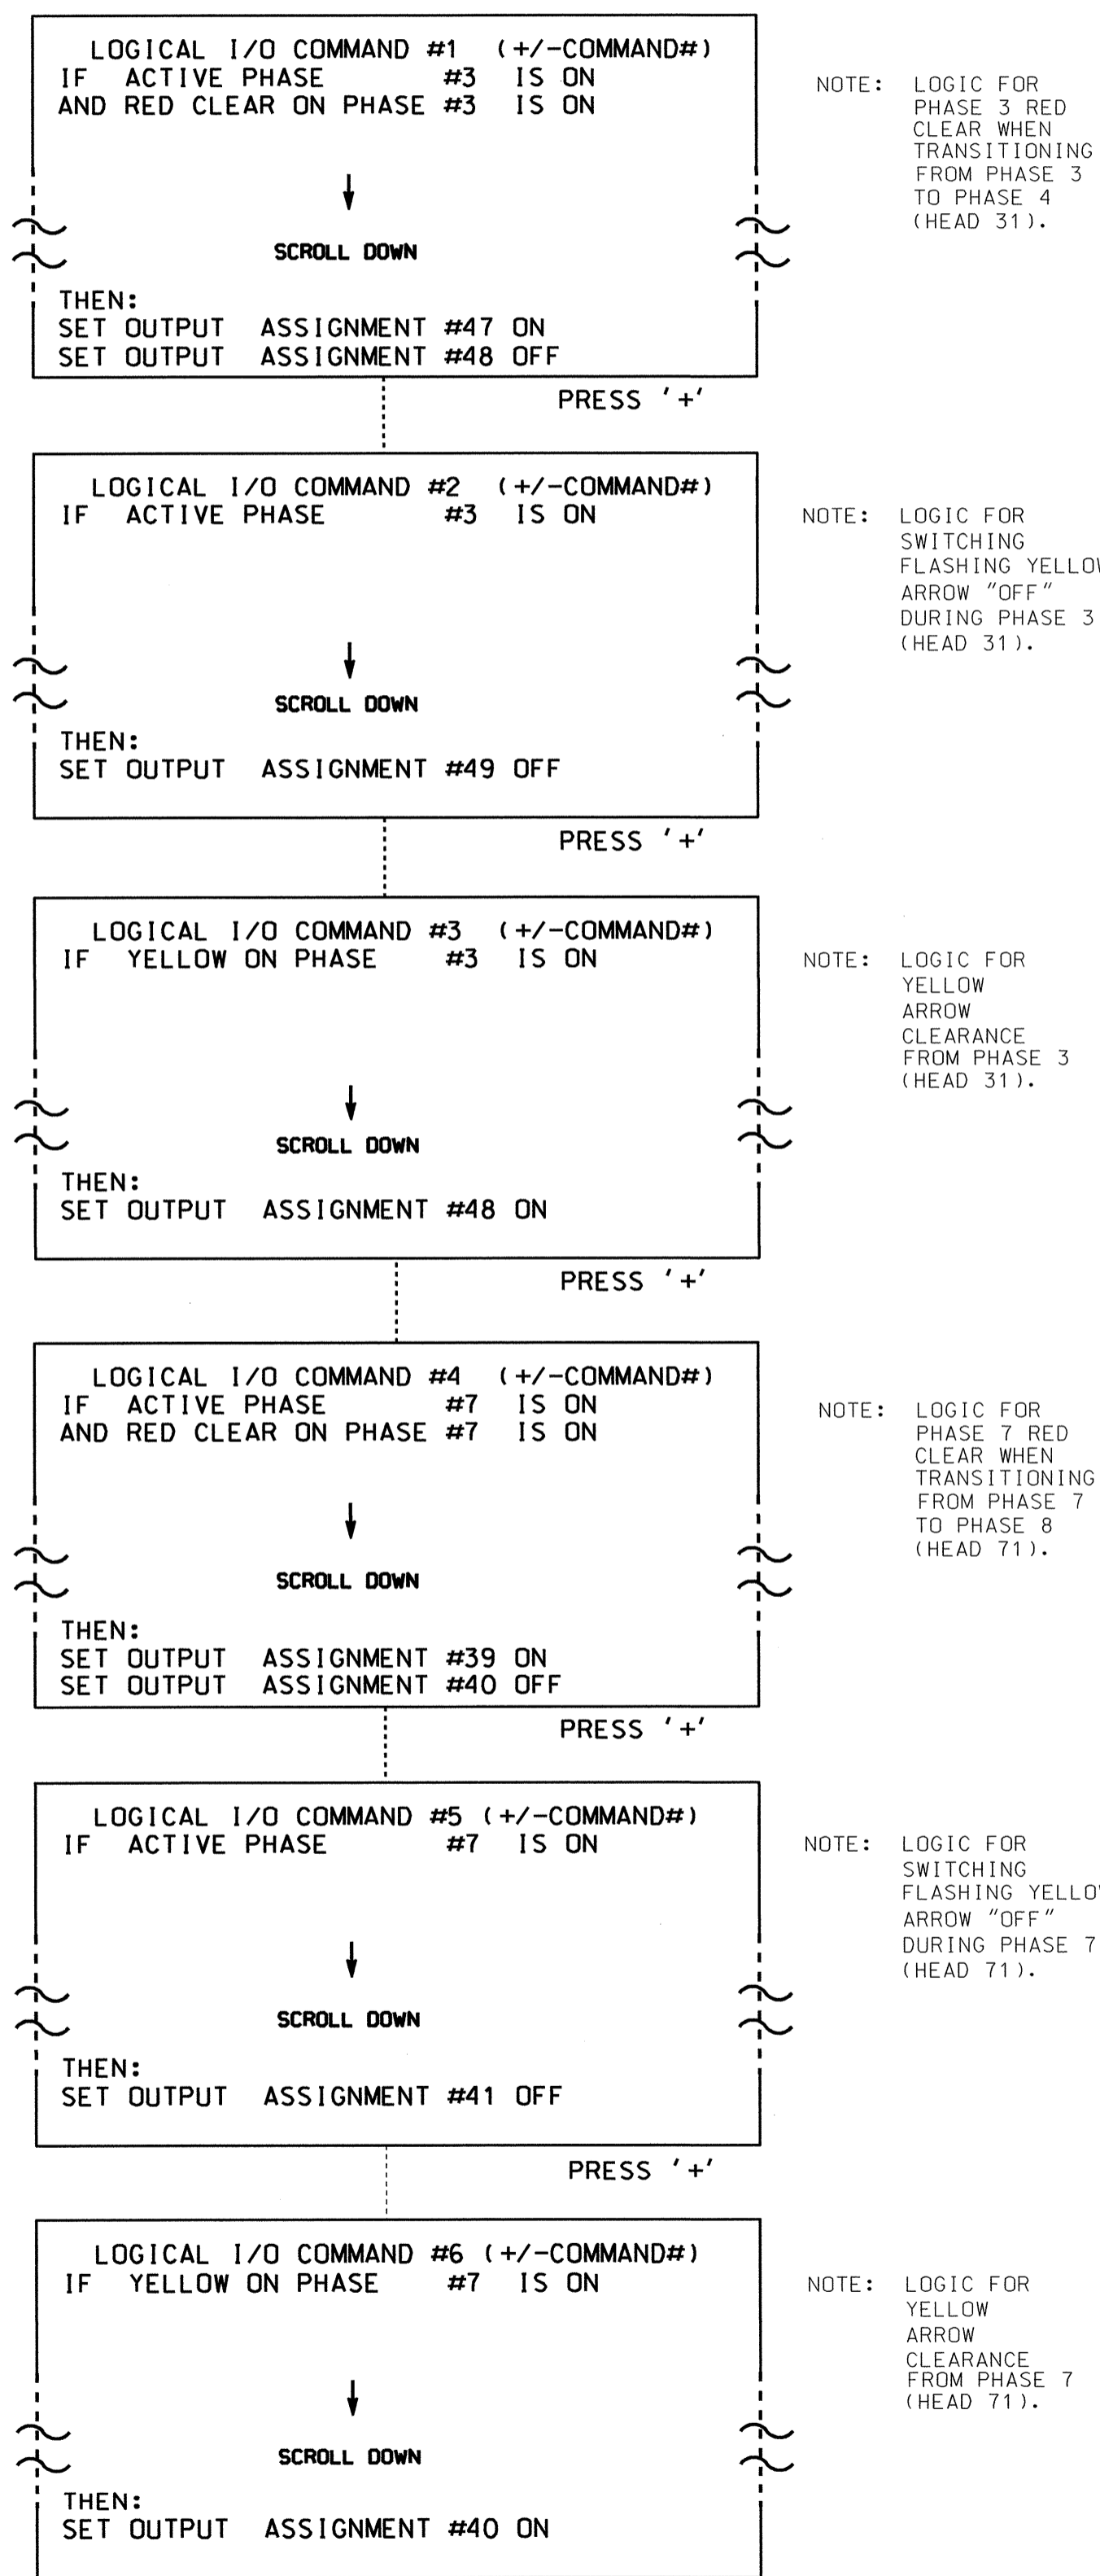 LOGICAL I/O COMMAND #1 (+/-COMMAND#)
IF ACTIVE PHASE #3 IS ON
AND RED CLEAR ON PHASE #3 IS ON
SCROLL DOWN
THEN:
SET OUTPUT ASSIGNMENT #47 ON
SET OUTPUT ASSIGNMENT #48 OFF
NOTE: LOGIC FOR
PHASE 3 RED
CLEAR WHEN
TRANSITIONING
FROM PHASE 3
TO PHASE 4
(HEAD 31).
PRESS '+'
LOGICAL I/O COMMAND #2 (+/-COMMAND#)
IF ACTIVE PHASE #3 IS ON
SCROLL DOWN
THEN:
SET OUTPUT ASSIGNMENT #49 OFF
NOTE: LOGIC FOR
SWITCHING
FLASHING YELLOW
ARROW "OFF"
DURING PHASE 3
(HEAD 31).
PRESS '+'
LOGICAL I/O COMMAND #3 (+/-COMMAND#)
IF YELLOW ON PHASE #3 IS ON
SCROLL DOWN
THEN:
SET OUTPUT ASSIGNMENT #48 ON
NOTE: LOGIC FOR
YELLOW
ARROW
CLEARANCE
FROM PHASE 3
(HEAD 31).
PRESS '+'
LOGICAL I/O COMMAND #4 (+/-COMMAND#)
IF ACTIVE PHASE #7 IS ON
AND RED CLEAR ON PHASE #7 IS ON
SCROLL DOWN
THEN:
SET OUTPUT ASSIGNMENT #39 ON
SET OUTPUT ASSIGNMENT #40 OFF
NOTE: LOGIC FOR
PHASE 7 RED
CLEAR WHEN
TRANSITIONING
FROM PHASE 7
TO PHASE 8
(HEAD 71).
PRESS '+'
LOGICAL I/O COMMAND #5 (+/-COMMAND#)
IF ACTIVE PHASE #7 IS ON
SCROLL DOWN
THEN:
SET OUTPUT ASSIGNMENT #41 OFF
NOTE: LOGIC FOR
SWITCHING
FLASHING YELLOW
ARROW "OFF"
DURING PHASE 7
(HEAD 71).
PRESS '+'
LOGICAL I/O COMMAND #6 (+/-COMMAND#)
IF YELLOW ON PHASE #7 IS ON
SCROLL DOWN
THEN:
SET OUTPUT ASSIGNMENT #40 ON
NOTE: LOGIC FOR
YELLOW
ARROW
CLEARANCE
FROM PHASE 7
(HEAD 71).